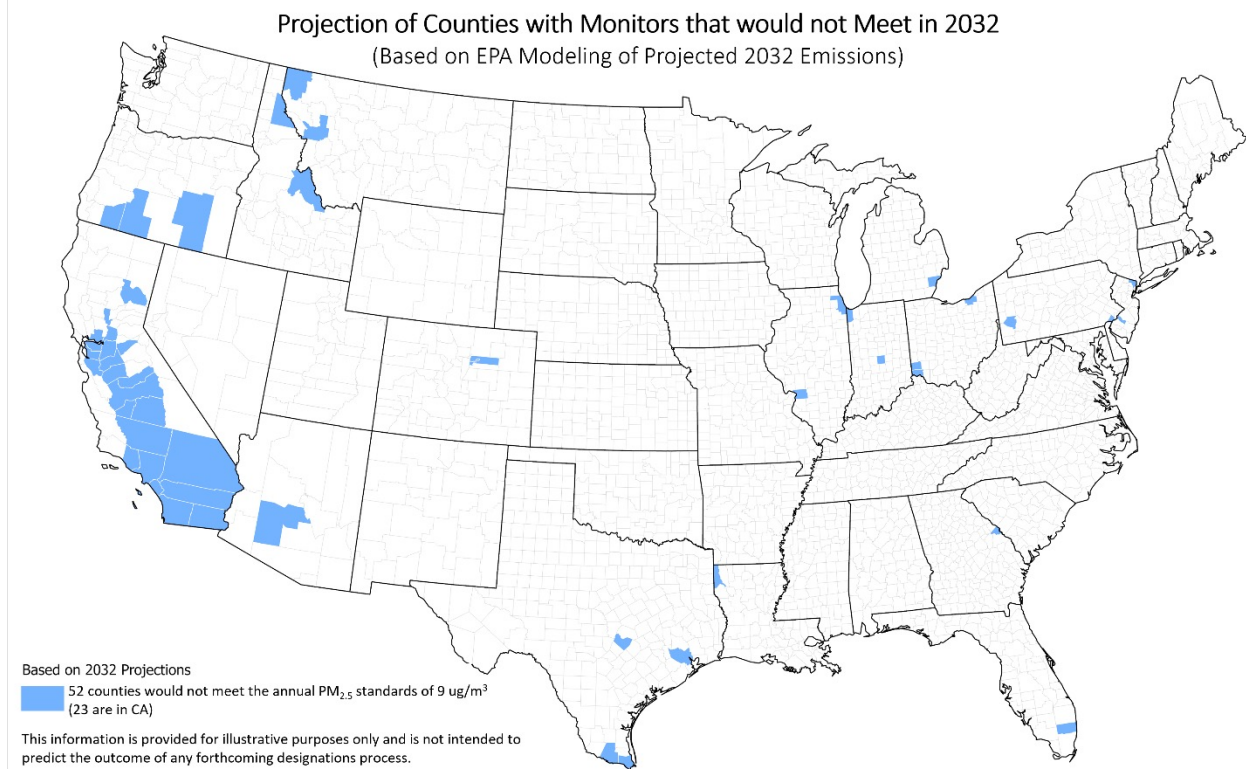 Projection of Counties with Monitors that would not Meet in 2032
(Based on EPA Modeling of Projected 2032 Emissions)
Based on 2032 Projections
52 counties would not meet the annual PM2.5 standards of 9 ug/m³
(23 are in CA)
This information is provided for illustrative purposes only and is not intended to
predict the outcome of any forthcoming designations process.